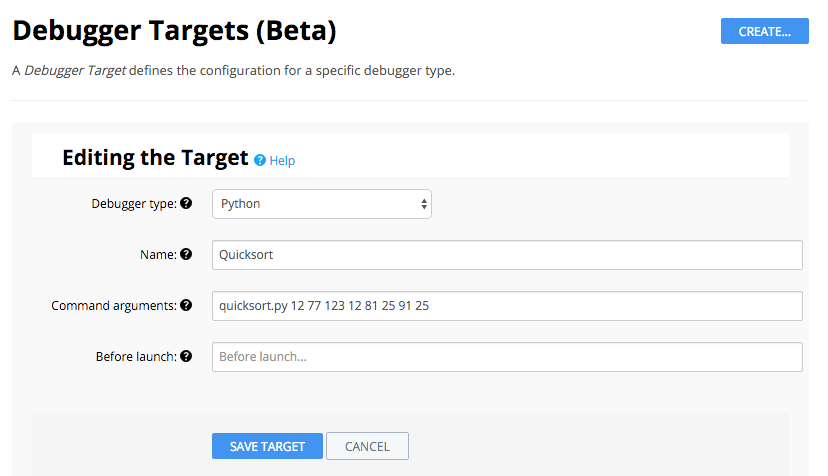 Debugger Targets (Beta)
CREATE...
A Debugger Target defines the configuration for a specific debugger type.
Editing the Target ? Help
Debugger type: ? Python
Name: ? Quicksort
Command arguments: ? quicksort.py 12 77 123 12 81 25 91 25
Before launch: ? Before launch...
SAVE TARGET CANCEL